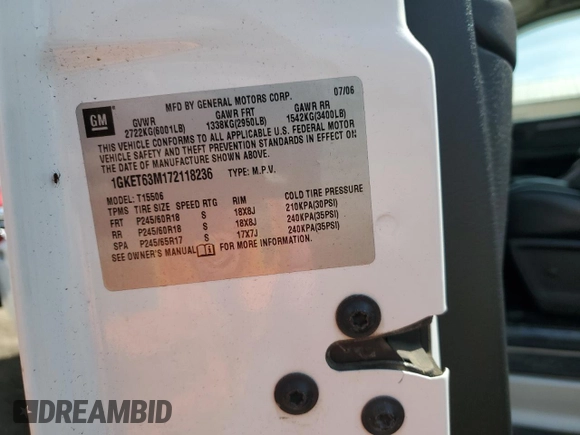 MFD BY GENERAL MOTORS CORP. 07/06
GM
GVWR GAWR FRT GAWR RR
2722KG(6001LB) 1338KG(2950LB) 1542KG(3400LB)
THIS VEHICLE CONFORMS TO ALL APPLICABLE U.S. FEDERAL MOTOR
VEHICLE SAFETY AND THEFT PREVENTION STANDARDS IN EFFECT ON
THE DATE OF MANUFACTURE SHOWN ABOVE.
1GKET63M172118236 TYPE: M.P.V.
MODEL: T15506
TPMS TIRE SIZE SPEED RTG RIM COLD TIRE PRESSURE
FRT P245/60R18 S 18X8J 210KPA(30PSI)
RR P245/60R18 S 18X8J 240KPA(35PSI)
SPA P245/65R17 S 17X7J 240KPA(35PSI)
SEE OWNER'S MANUAL FOR MORE INFORMATION.
DREAMBID